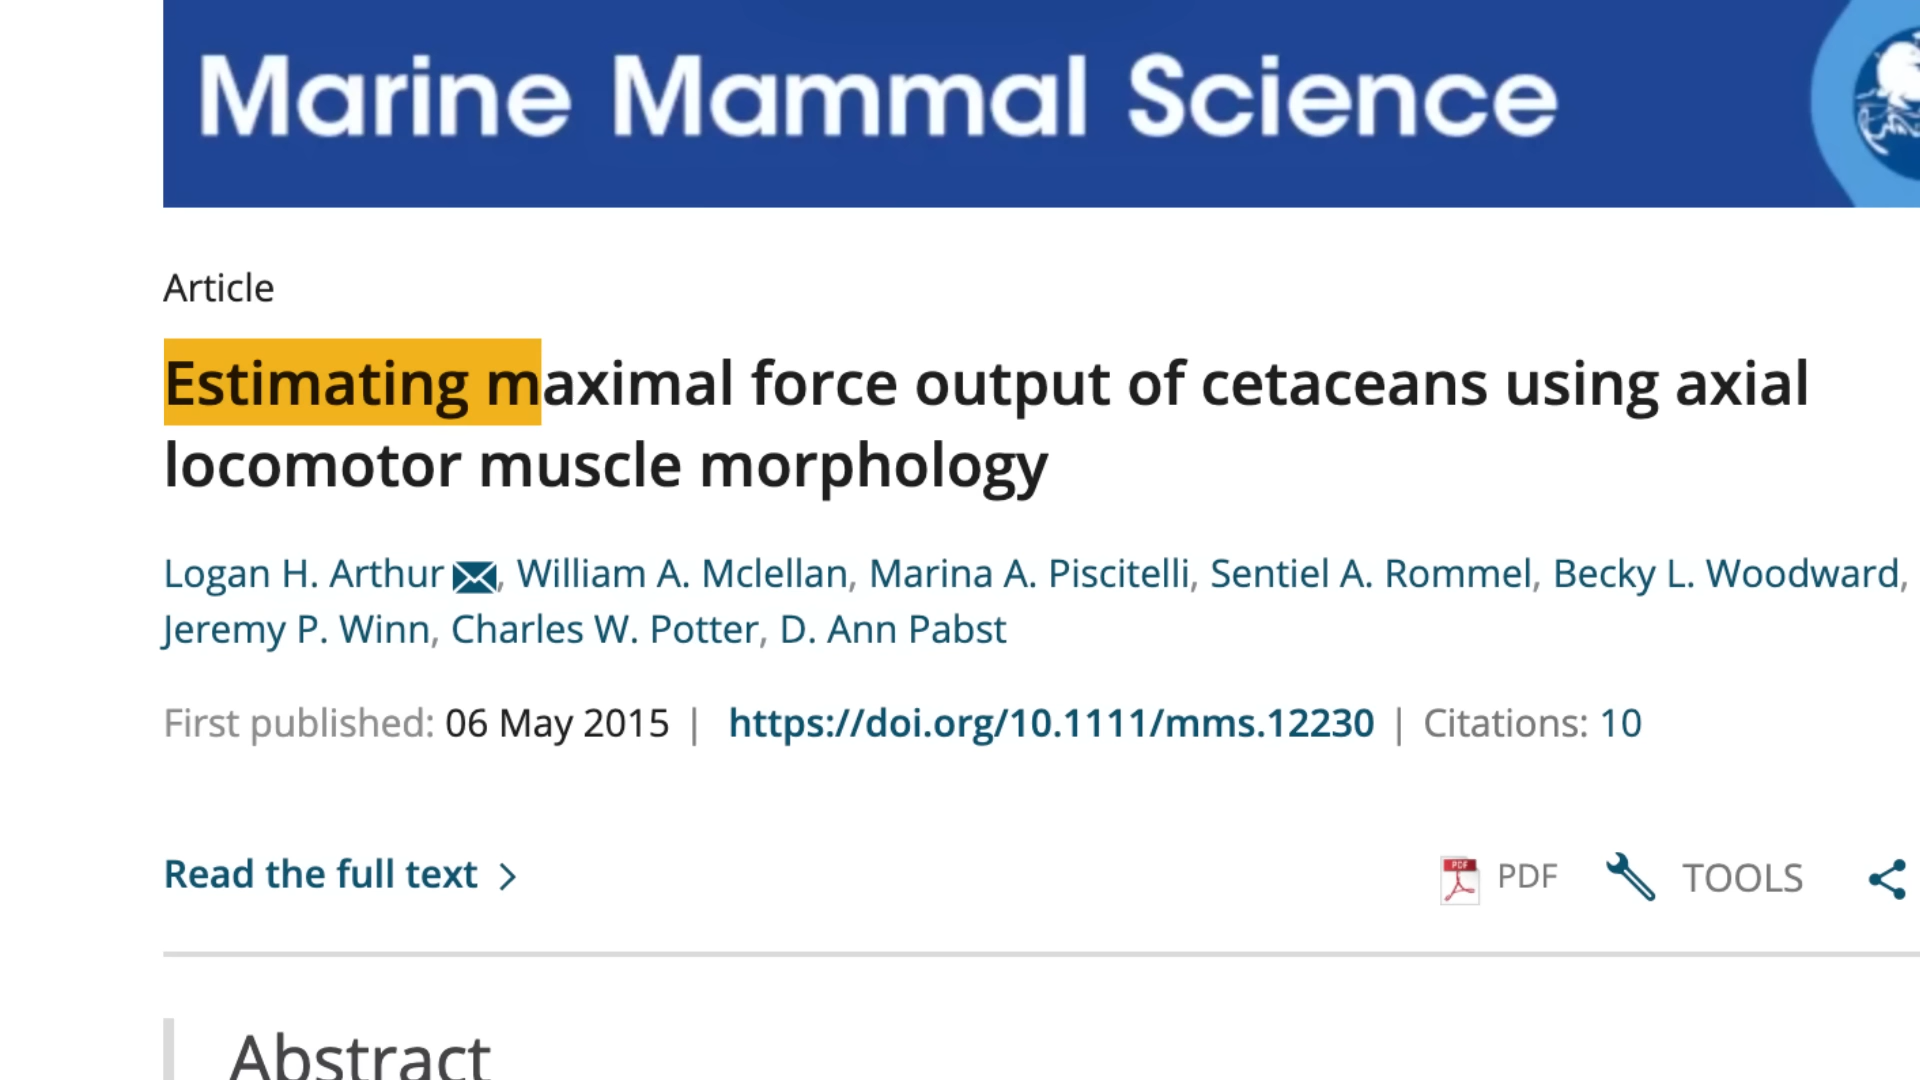 Marine Mammal Science
Article
Estimating maximal force output of cetaceans using axial
locomotor muscle morphology
Logan H. Arthur, William A. Mclellan, Marina A. Piscitelli, Sentiel A. Rommel, Becky L. Woodward,
Jeremy P. Winn, Charles W. Potter, D. Ann Pabst
First published: 06 May 2015 | https://doi.org/10.1111/mms.12230 | Citations: 10
Read the full text >
PDF PDF TOOLS
Abstract